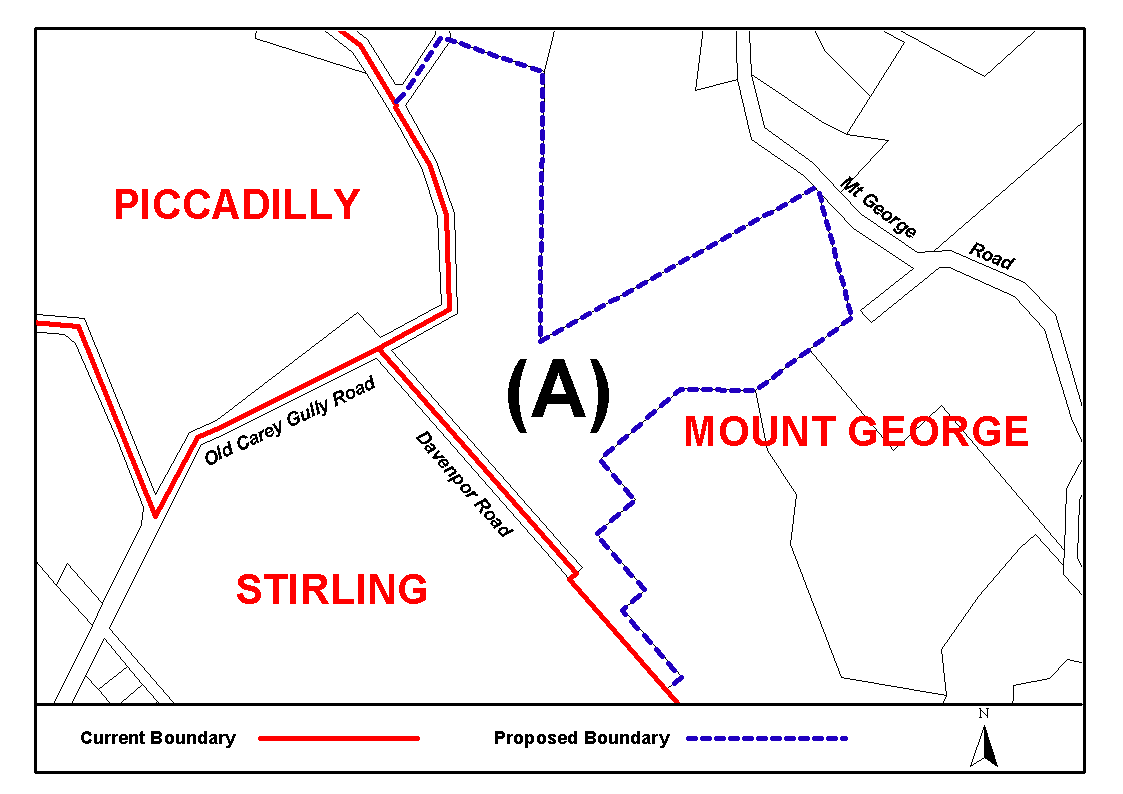 PICCADILLY
Mt George
Road
(A)
Old Carey Gully Road
Davenpor Road
MOUNT GEORGE
STIRLING
N
Current Boundary
Proposed Boundary